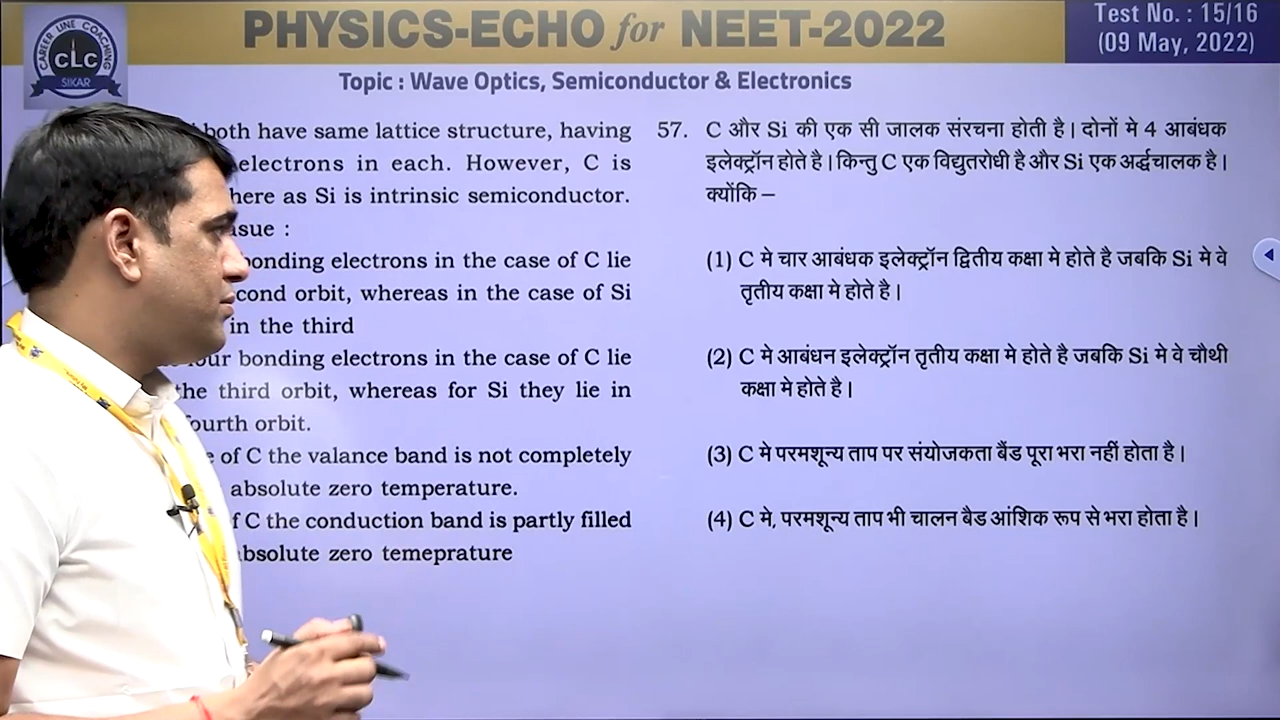 PHYSICS-ECHO for NEET-2022
Test No. : 15/16
(09 May, 2022)
CAREER LINE COACHING
CLC
SIKAR
Topic : Wave Optics, Semiconductor & Electronics
both have same lattice structure, having
electrons in each. However, C is
here as Si is intrinsic semiconductor.
:
bonding electrons in the case of C lie
orbit, whereas in the case of Si
in the third
bonding electrons in the case of C lie
the third orbit, whereas for Si they lie in
orbit.
of C the valance band is not completely
absolute zero temperature.
of C the conduction band is partly filled
absolute zero temeprature
57. C और Si की एक सी जालक संरचना होती है। दोनों मे 4 आबंधक
इलेक्ट्रॉन होते है। किन्तु C एक विद्युतरोधी है और Si एक अर्द्धचालक है।
क्योंकि –
(1) C मे चार आबंधक इलेक्ट्रॉन द्वितीय कक्षा मे होते है जबकि Si मे वे
तृतीय कक्षा मे होते है।
(2) C मे आबंधन इलेक्ट्रॉन तृतीय कक्षा मे होते है जबकि Si मे वे चौथी
कक्षा मे होते है।
(3) C मे परमशून्य ताप पर संयोजकता बैंड पूरा भरा नहीं होता है।
(4) C मे, परमशून्य ताप भी चालन बैड आंशिक रूप से भरा होता है।